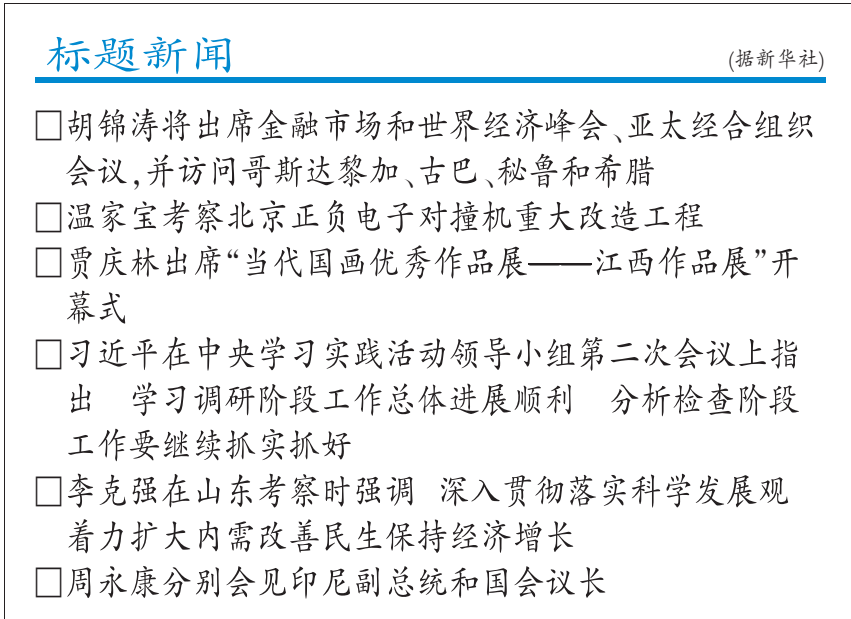 标题新闻
(据新华社)
□胡锦涛将出席金融市场和世界经济峰会、亚太经合组织
会议,并访问哥斯达黎加、古巴、秘鲁和希腊
□温家宝考察北京正负电子对撞机重大改造工程
□贾庆林出席“当代国画优秀作品展——江西作品展”开
幕式
□习近平在中央学习实践活动领导小组第二次会议上指
出　学习调研阶段工作总体进展顺利　分析检查阶段
工作要继续抓实抓好
□李克强在山东考察时强调　深入贯彻落实科学发展观
着力扩大内需改善民生保持经济增长
□周永康分别会见印尼副总统和国会议长